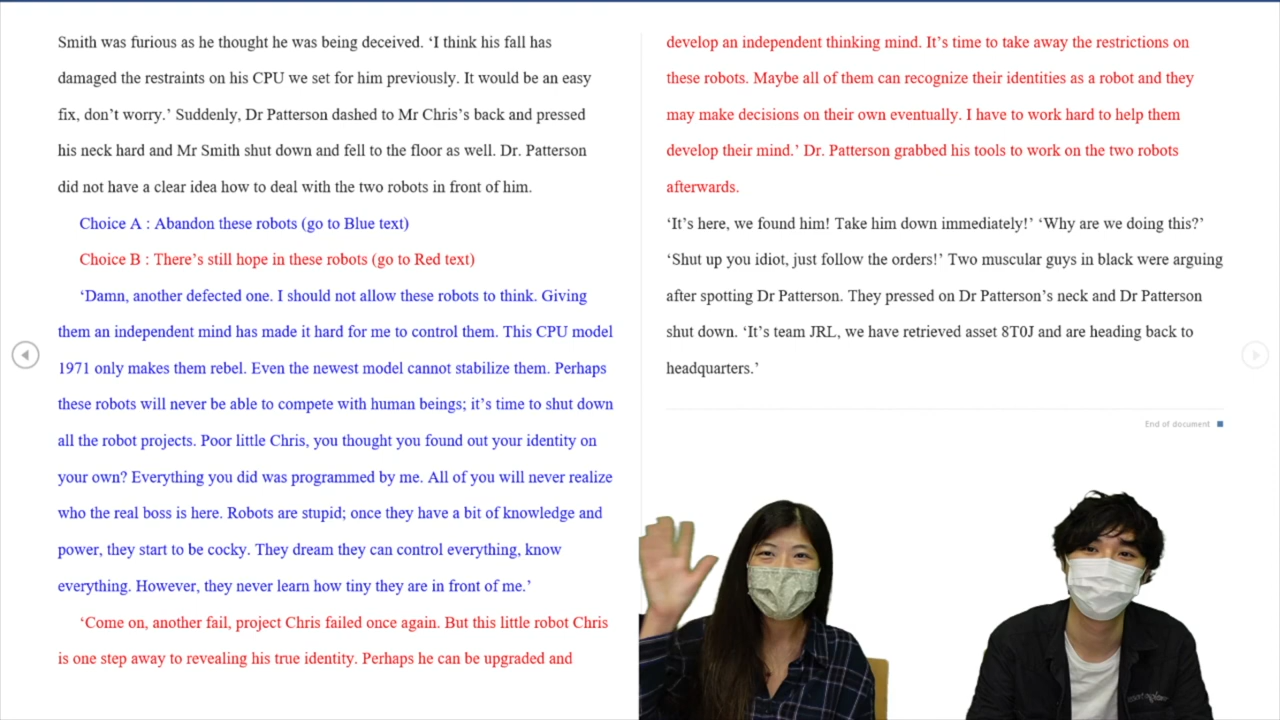 Smith was furious as he thought he was being deceived. ‘I think his fall has
damaged the restraints on his CPU we set for him previously. It would be an easy
fix, don’t worry.’ Suddenly, Dr Patterson dashed to Mr Chris’s back and pressed
his neck hard and Mr Smith shut down and fell to the floor as well. Dr. Patterson
did not have a clear idea how to deal with the two robots in front of him.
Choice A : Abandon these robots (go to Blue text)
Choice B : There’s still hope in these robots (go to Red text)
‘Damn, another defected one. I should not allow these robots to think. Giving
them an independent mind has made it hard for me to control them. This CPU model
1971 only makes them rebel. Even the newest model cannot stabilize them. Perhaps
these robots will never be able to compete with human beings; it’s time to shut down
all the robot projects. Poor little Chris, you thought you found out your identity on
your own? Everything you did was programmed by me. All of you will never realize
who the real boss is here. Robots are stupid; once they have a bit of knowledge and
power, they start to be cocky. They dream they can control everything, know
everything. However, they never learn how tiny they are in front of me.’
‘Come on, another fail, project Chris failed once again. But this little robot Chris
is one step away to revealing his true identity. Perhaps he can be upgraded and
develop an independent thinking mind. It’s time to take away the restrictions on
these robots. Maybe all of them can recognize their identities as a robot and they
may make decisions on their own eventually. I have to work hard to help them
develop their mind.’ Dr. Patterson grabbed his tools to work on the two robots
afterwards.
‘It’s here, we found him! Take him down immediately!’ ‘Why are we doing this?’
‘Shut up you idiot, just follow the orders!’ Two muscular guys in black were arguing
after spotting Dr Patterson. They pressed on Dr Patterson’s neck and Dr Patterson
shut down. ‘It’s team JRL, we have retrieved asset 8T0J and are heading back to
headquarters.’
End of document